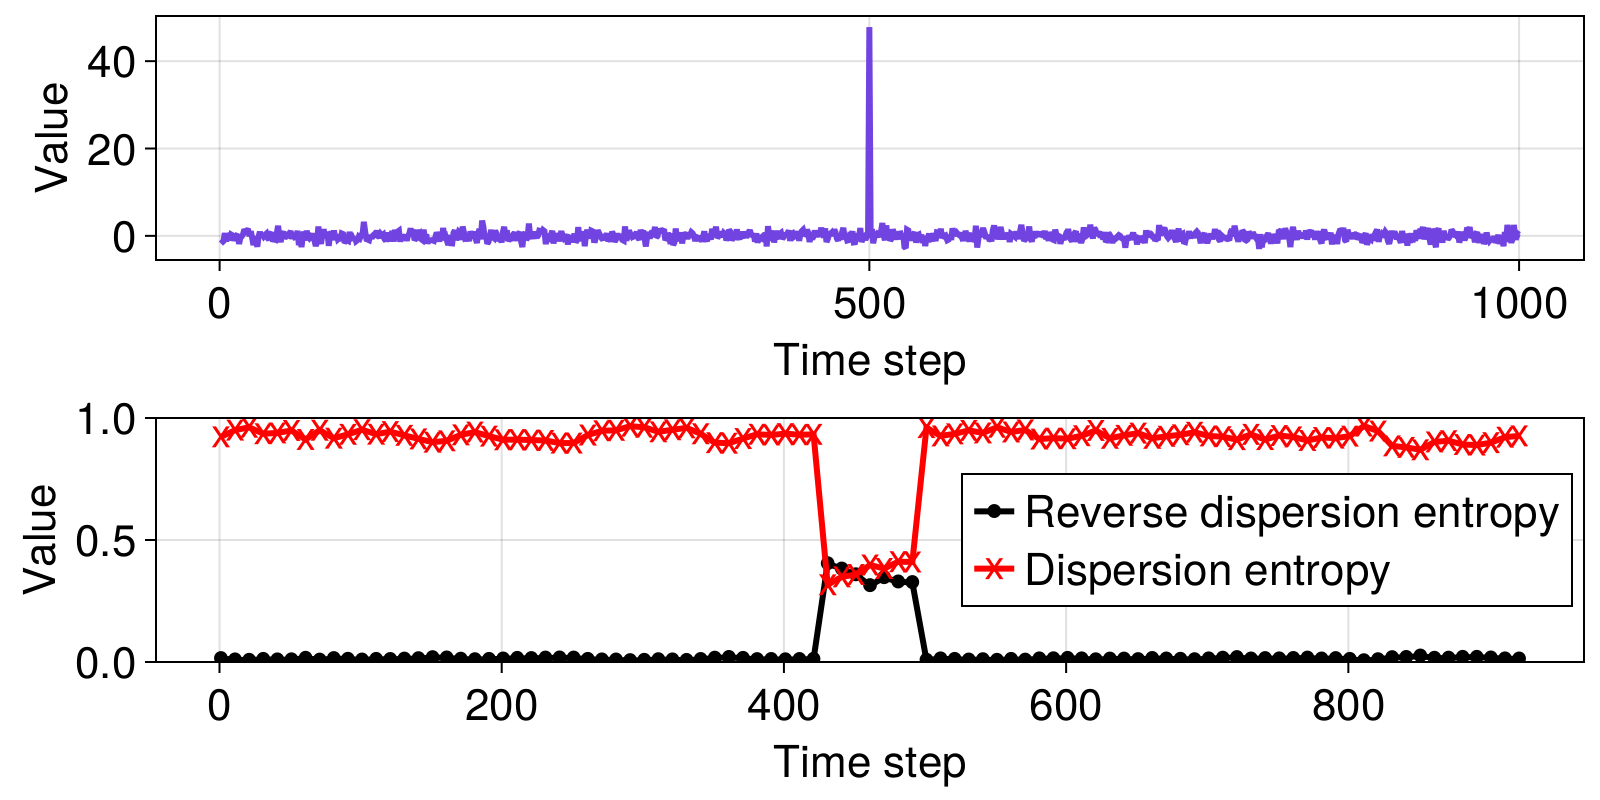 Value
40
20
0
0 500 1000
Time step
Value
1.0
0.5
0.0
Reverse dispersion entropy
Dispersion entropy
0 200 400 600 800
Time step